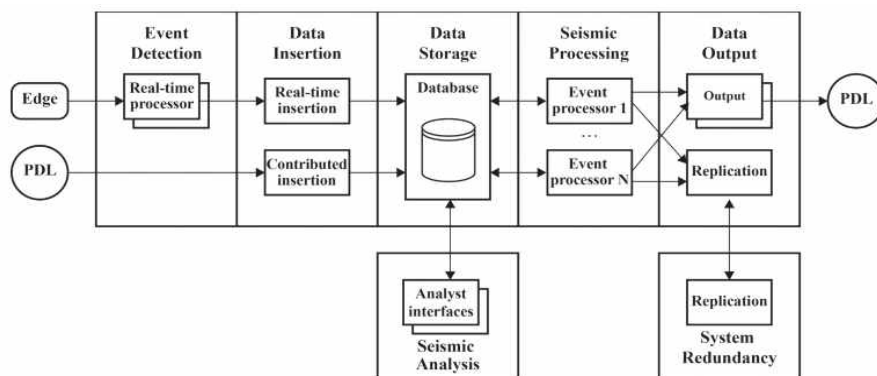 Event
Detection
Data
Insertion
Data
Storage
Seismic
Processing
Data
Output
Edge
Real-time
processor
Real-time
insertion
Database
Event
processor 1
Output
PDL
...
PDL
Contributed
insertion
Event
processor N
Replication
Analyst
interfaces
Seismic
Analysis
Replication
System
Redundancy